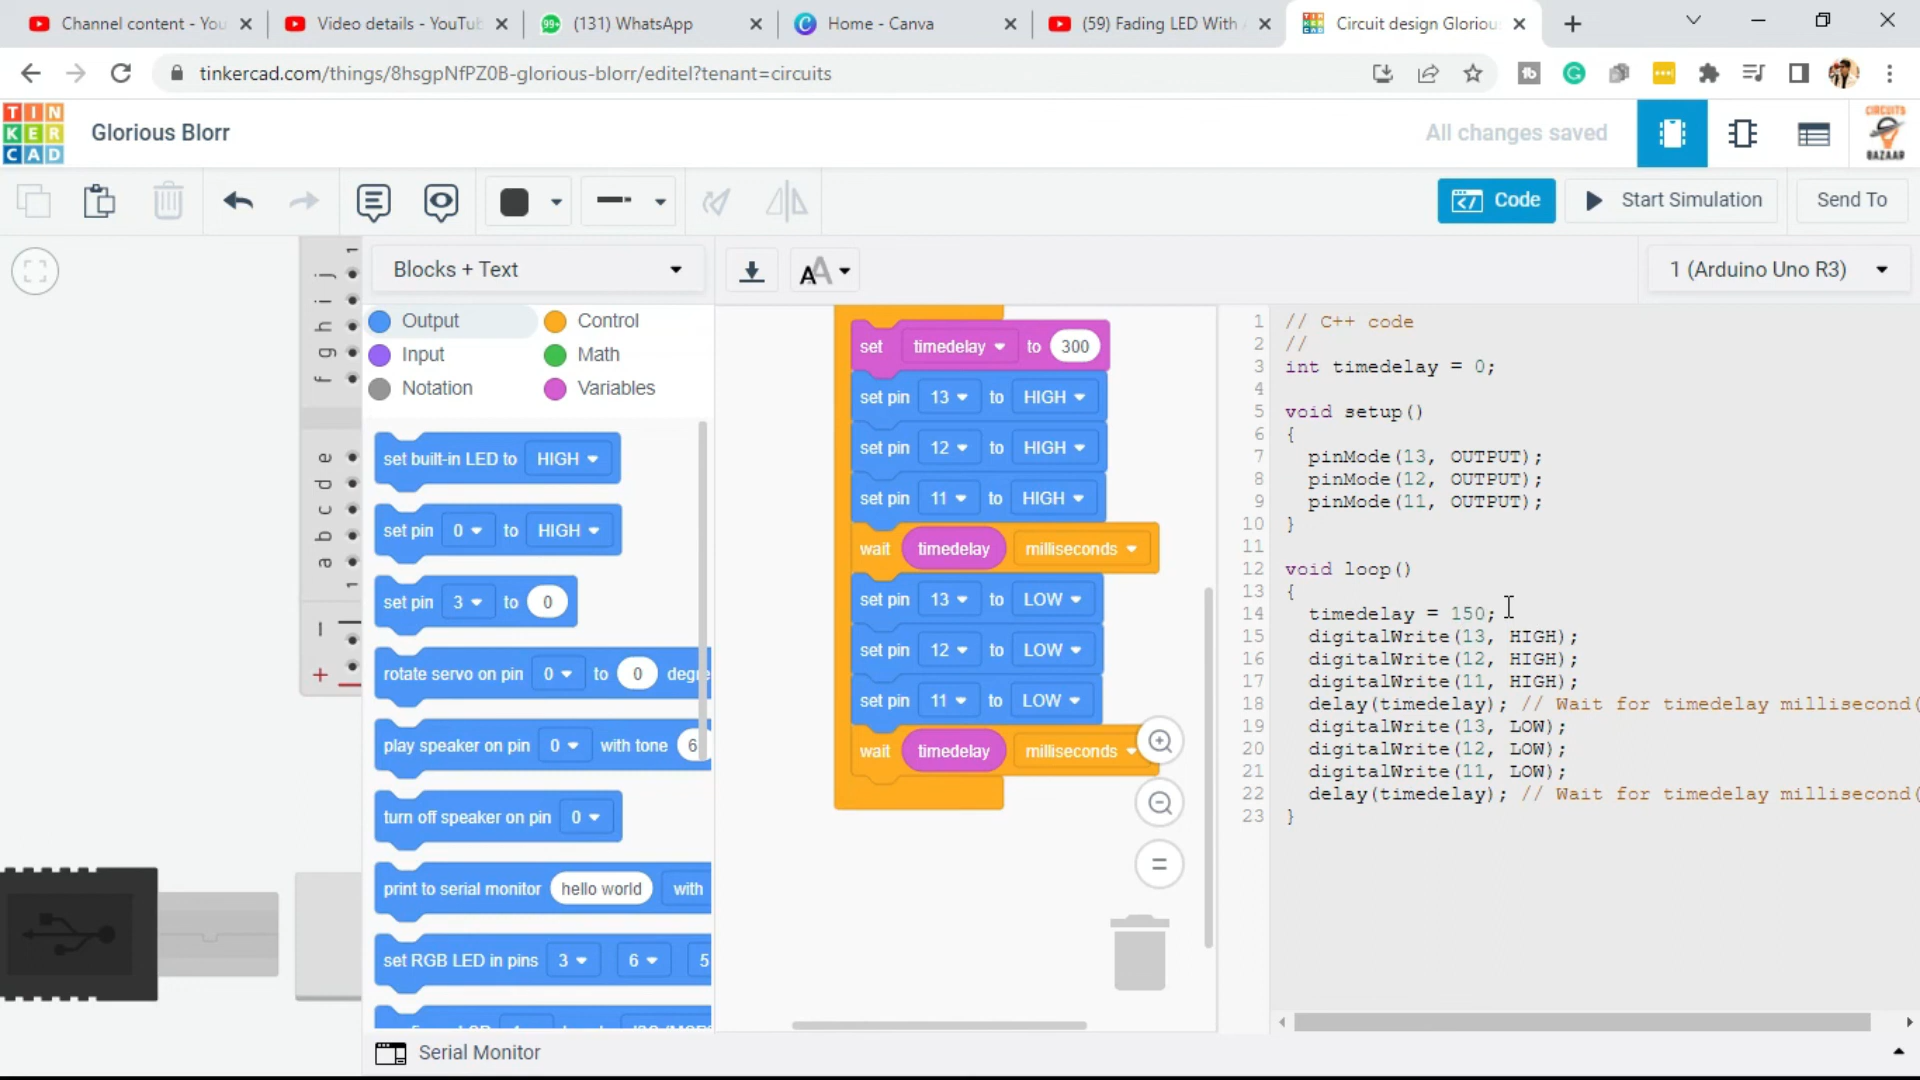 Channel content - You
Video details - YouTub
99+
(131) WhatsApp
Home - Canva
(59) Fading LED With
Circuit design Gloriou
tinkercad.com/things/8hsgpNfPZ0B-glorious-blorr/editel?tenant=circuits
TIN
KER
CAD
Glorious Blorr
All changes saved
CIRCUITS
BAZAAR
Code
Start Simulation
Send To
Blocks + Text
1 (Arduino Uno R3)
Output
Control
Input
Math
Notation
Variables
set built-in LED to HIGH
set pin 0 to HIGH
set pin 3 to 0
rotate servo on pin 0 to 0 degre
play speaker on pin 0 with tone 6
turn off speaker on pin 0
print to serial monitor hello world with
set RGB LED in pins 3 6 5
set timedelay to 300
set pin 13 to HIGH
set pin 12 to HIGH
set pin 11 to HIGH
wait timedelay milliseconds
set pin 13 to LOW
set pin 12 to LOW
set pin 11 to LOW
wait timedelay milliseconds
1 // C++ code
2 //
3 int timedelay = 0;
4
5 void setup()
6 {
7 pinMode(13, OUTPUT);
8 pinMode(12, OUTPUT);
9 pinMode(11, OUTPUT);
10 }
11
12 void loop()
13 {
14 timedelay = 150;
15 digitalWrite(13, HIGH);
16 digitalWrite(12, HIGH);
17 digitalWrite(11, HIGH);
18 delay(timedelay); // Wait for timedelay millisecond(
19 digitalWrite(13, LOW);
20 digitalWrite(12, LOW);
21 digitalWrite(11, LOW);
22 delay(timedelay); // Wait for timedelay millisecond(
23 }
1
j
i
h
g
f
e
d
c
b
a
1
Serial Monitor